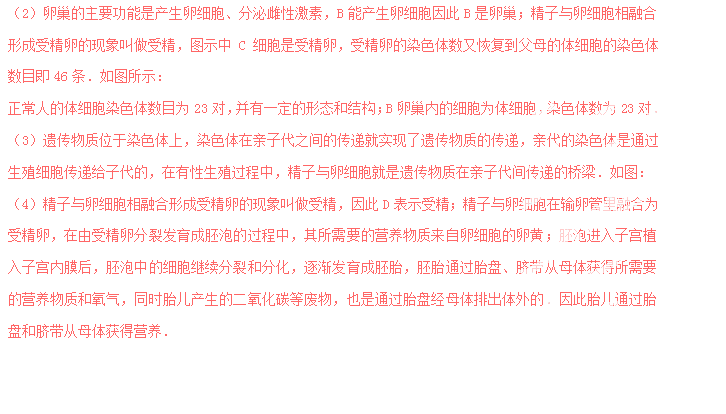 （2）卵巢的主要功能是产生卵细胞、分泌雌性激素，B 能产生卵细胞因此 B 是卵巢；精子与卵细胞相融合
形成受精卵的现象叫做受精，图示中 C 细胞是受精卵，受精卵的染色体数又恢复到父母的体细胞的染色体
数目即 46 条．如图所示：
正常人的体细胞染色体数目为 23 对，并有一定的形态和结构；B 卵巢内的细胞为体细胞，染色体数为 23 对．
（3）遗传物质位于染色体上，染色体在亲子代之间的传递就实现了遗传物质的传递，亲代的染色体是通过
生殖细胞传递给子代的，在有性生殖过程中，精子与卵细胞就是遗传物质在亲子代间传递的桥梁．如图：
（4）精子与卵细胞相融合形成受精卵的现象叫做受精，因此 D 表示受精；精子与卵细胞在输卵管里融合为
受精卵，在由受精卵分裂发育成胚泡的过程中，其所需要的营养物质来自卵细胞的卵黄；胚泡进入子宫植
入子宫内膜后，胚泡中的细胞继续分裂和分化，逐渐发育成胚胎，胚胎通过胎盘、脐带从母体获得所需要
的营养物质和氧气，同时胎儿产生的二氧化碳等废物，也是通过胎盘经母体排出体外的．因此胎儿通过胎
盘和脐带从母体获得营养．